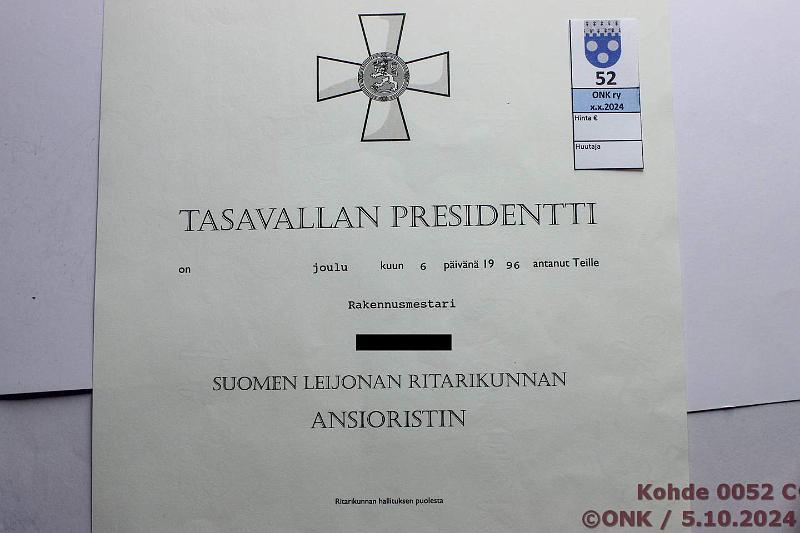 52
ONK ry
x.x.2024
Hinta €
Huutaja
TASAVALLAN PRESIDENTTI
on joulu kuun 6 päivänä 19 96 antanut Teille
Rakennusmestari
SUOMEN LEIJONAN RITARIKUNNAN
ANSIORISTIN
Ritarikunnan hallituksen puolesta
Kohde 0052
©ONK / 5.10.2024